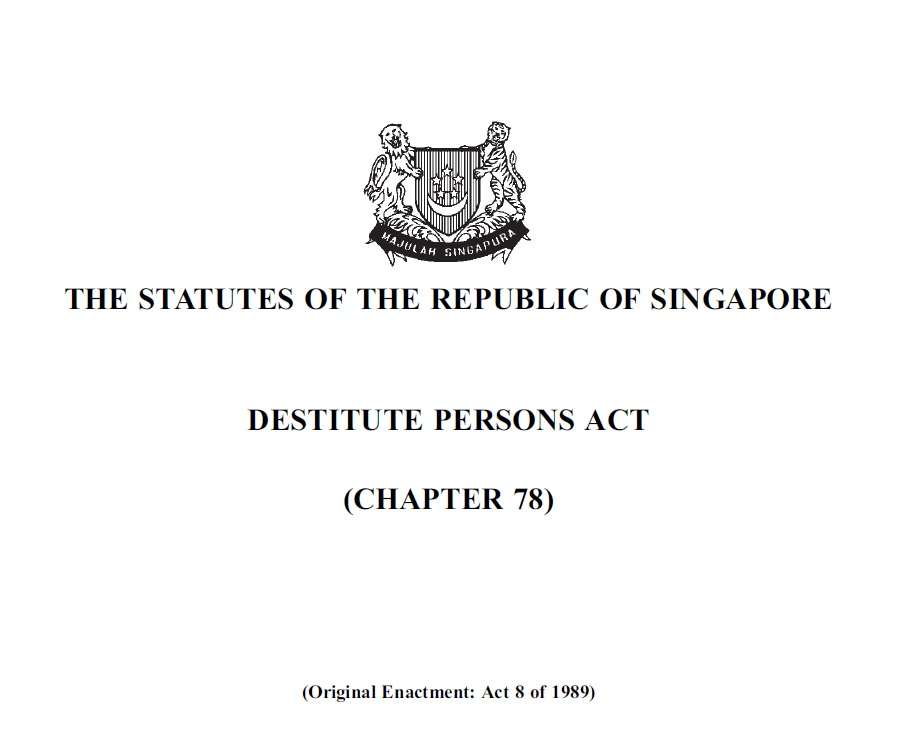 MAJULAH SINGAPURA
THE STATUTES OF THE REPUBLIC OF SINGAPORE
DESTITUTE PERSONS ACT
(CHAPTER 78)
(Original Enactment: Act 8 of 1989)